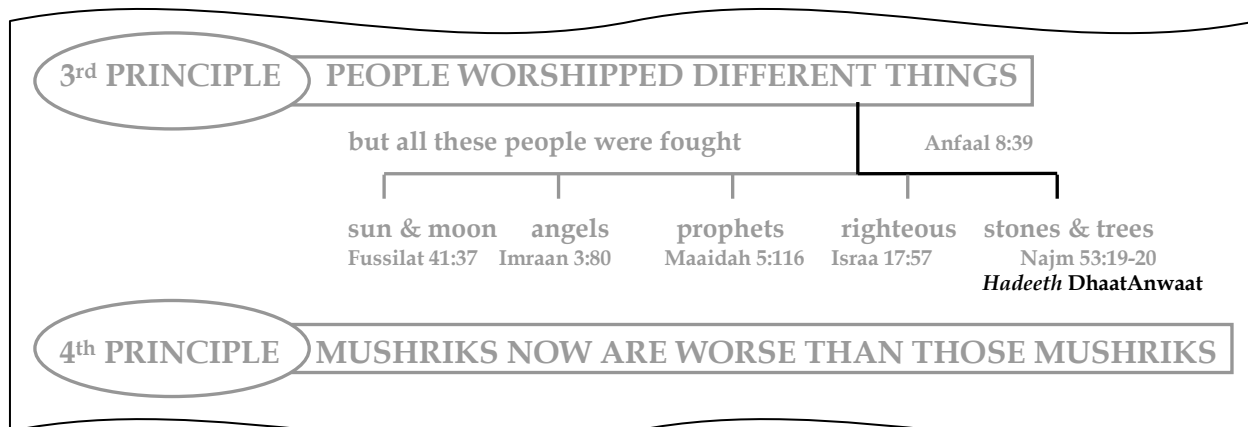 3rd PRINCIPLE PEOPLE WORSHIPPED DIFFERENT THINGS
but all these people were fought Anfaal 8:39
sun & moon angels prophets righteous stones & trees
Fussilat 41:37 Imraan 3:80 Maaidah 5:116 Israa 17:57 Najm 53:19-20
Hadeeth DhaatAnwaat
4th PRINCIPLE MUSHRIKS NOW ARE WORSE THAN THOSE MUSHRIKS